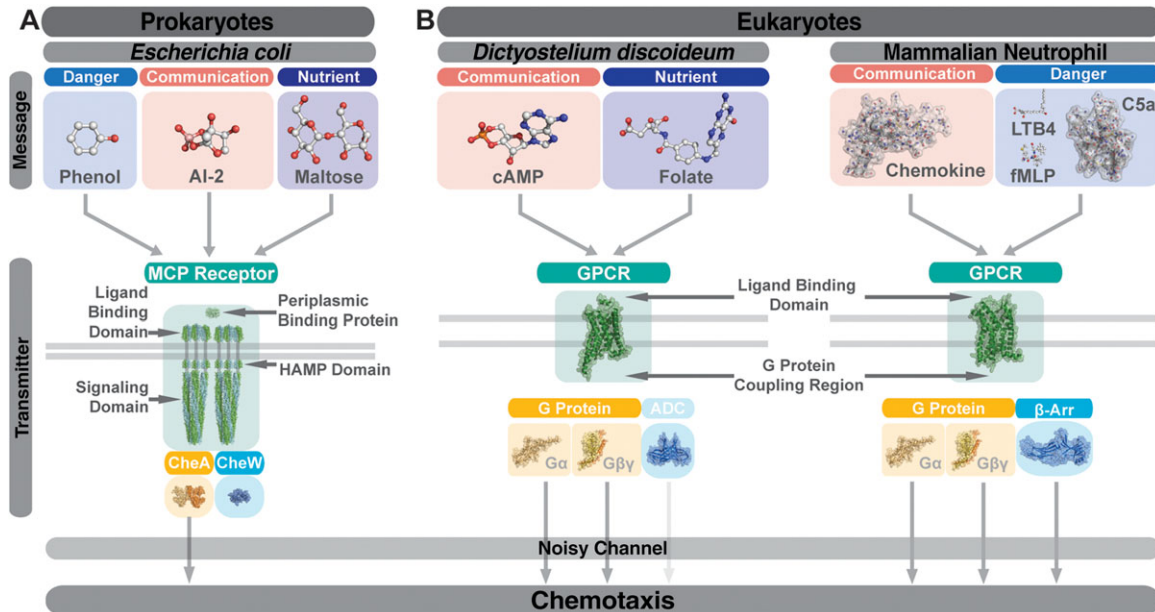 A
Prokaryotes
Escherichia coli
Danger
Communication
Nutrient
Message
Phenol
AI-2
Maltose
MCP Receptor
Ligand
Binding
Domain
Periplasmic
Binding Protein
HAMP Domain
Signaling
Domain
Transmitter
CheA
CheW
B
Eukaryotes
Dictyostelium discoideum
Communication
Nutrient
cAMP
Folate
GPCR
Mammalian Neutrophil
Communication
Danger
Chemokine
LTB4
fMLP
C5a
GPCR
Ligand Binding
Domain
G Protein
Coupling Region
G Protein
ADC
Gα
Gβγ
G Protein
β-Arr
Gα
Gβγ
Noisy Channel
Chemotaxis